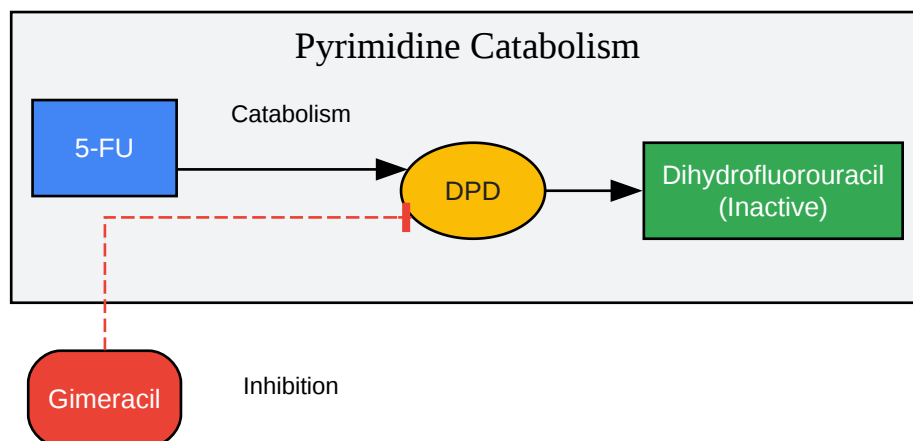 Pyrimidine Catabolism
Catabolism
5-FU
DPD
Dihydrofluorouracil
(Inactive)
Gimeracil
Inhibition